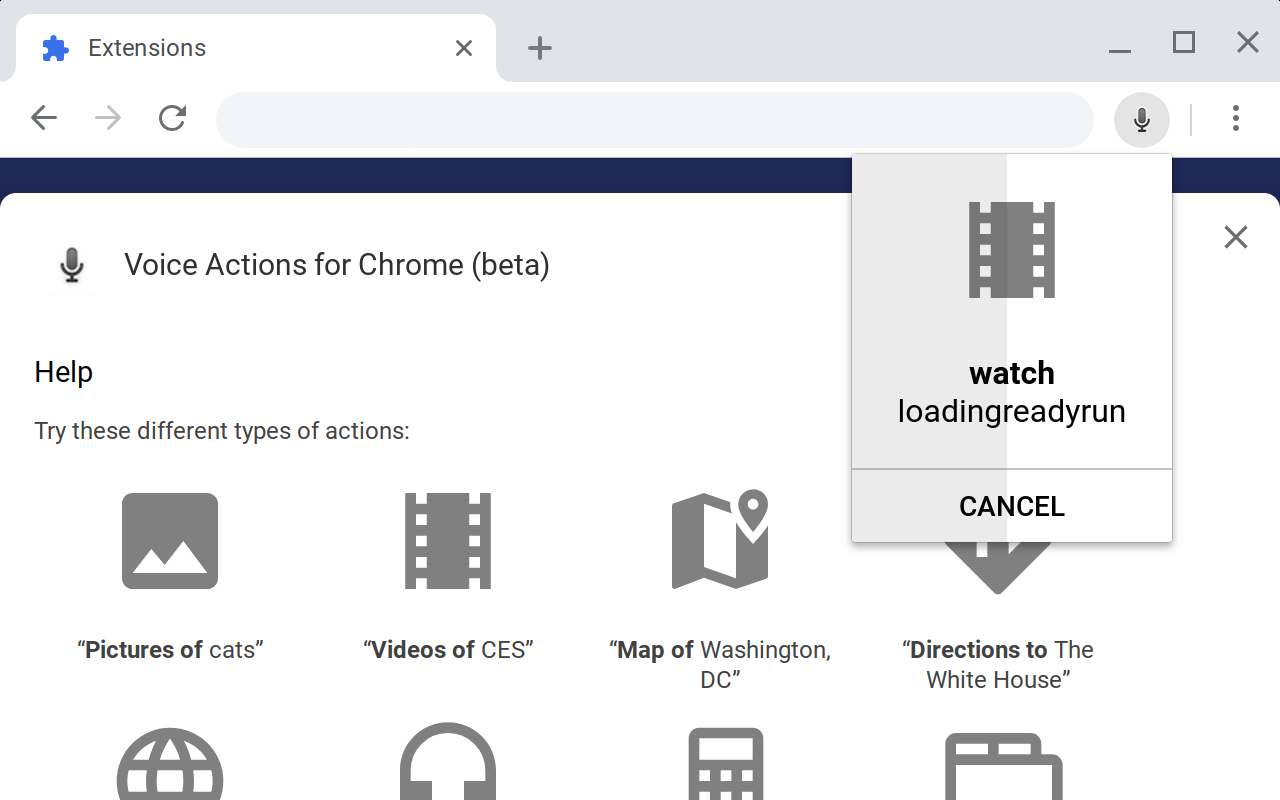 Extensions
Voice Actions for Chrome (beta)
watch
loadingreadyrun
CANCEL
Help
Try these different types of actions:
“Pictures of cats”
“Videos of CES”
“Map of Washington,
DC”
“Directions to The
White House”